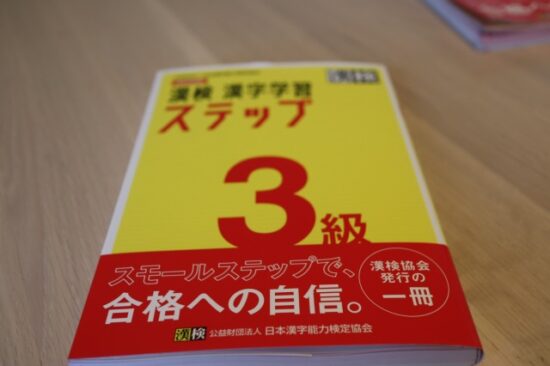 漢検 漢字学習
漢検
ステップ
3級
スモールステップで、
合格への自信。
漢検協会
発行の
一冊
漢検 公益財団法人 日本漢字能力検定協会